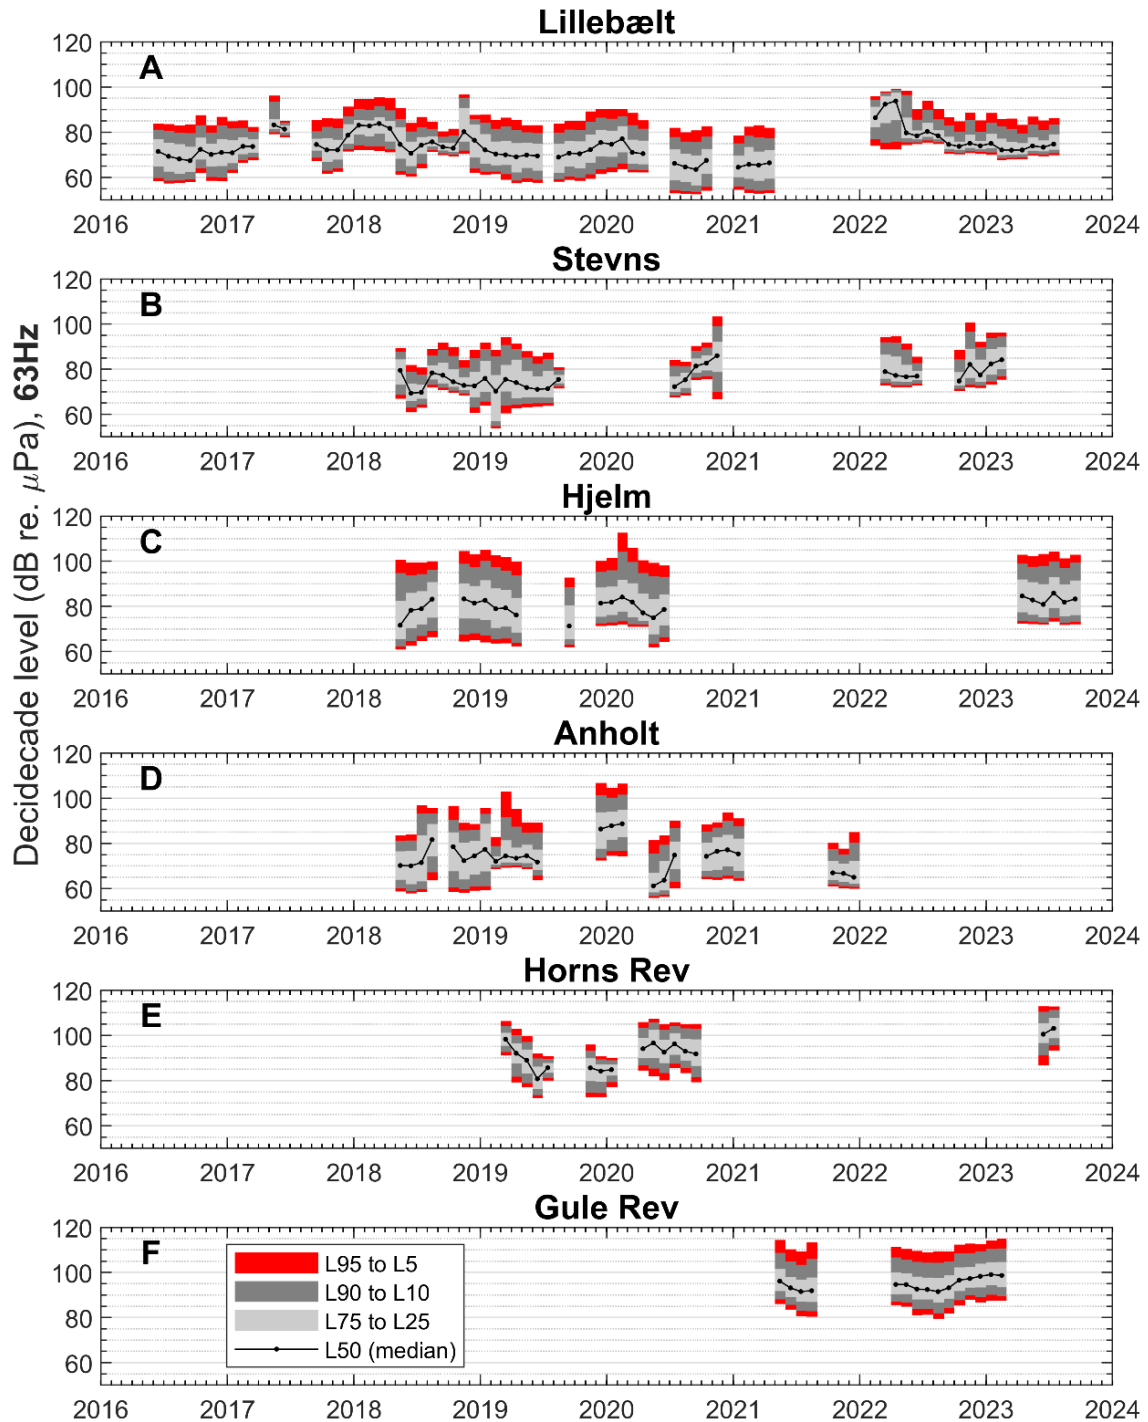 Lillebælt
A
120
100
80
60
2016 2017 2018 2019 2020 2021 2022 2023 2024
Stevns
B
120
100
80
60
2016 2017 2018 2019 2020 2021 2022 2023 2024
Hjelm
C
120
100
80
60
2016 2017 2018 2019 2020 2021 2022 2023 2024
Anholt
D
120
100
80
60
2016 2017 2018 2019 2020 2021 2022 2023 2024
Horns Rev
E
120
100
80
60
2016 2017 2018 2019 2020 2021 2022 2023 2024
Gule Rev
F
120
100
80
60
L95 to L5
L90 to L10
L75 to L25
L50 (median)
2016 2017 2018 2019 2020 2021 2022 2023 2024
Decidecade level (dB re. μPa), 63Hz